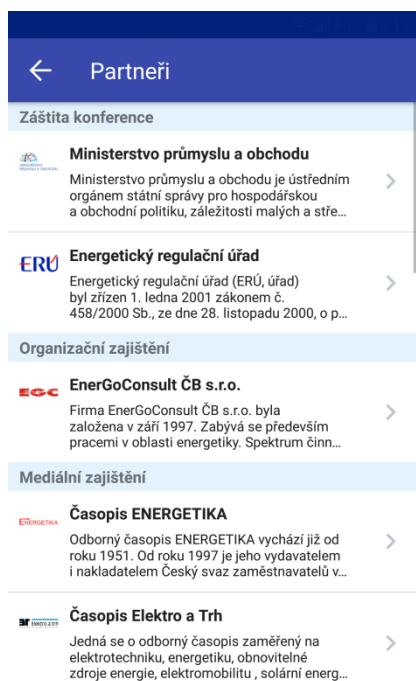 Partneři
Záštita konference
Ministerstvo průmyslu a obchodu
Ministerstvo průmyslu a obchodu je ústředním
orgánem státní správy pro hospodářskou
a obchodní politiku, záležitosti malých a stře...
ERÚ
Energetický regulační úřad
Energetický regulační úřad (ERÚ, úřad)
byl zřízen 1. ledna 2001 zákonem č.
458/2000 Sb., ze dne 28. listopadu 2000, o p...
Organizační zajištění
EGC
EnerGoConsult ČB s.r.o.
Firma EnerGoConsult ČB s.r.o. byla
založena v září 1997. Zabývá se především
pracemi v oblasti energetiky. Spektrum činn...
Mediální zajištění
ENERGETIKA
Časopis ENERGETIKA
Odborný časopis ENERGETIKA vychází již od
roku 1951. Od roku 1997 je jeho vydavatelem
i nakladatelem Český svaz zaměstnavatelů v...
Časopis Elektro a Trh
Jedná se o odborný časopis zaměřený na
elektrotechniku, energetiku, obnovitelné
zdroje energie, elektromobilitu , solární energ...